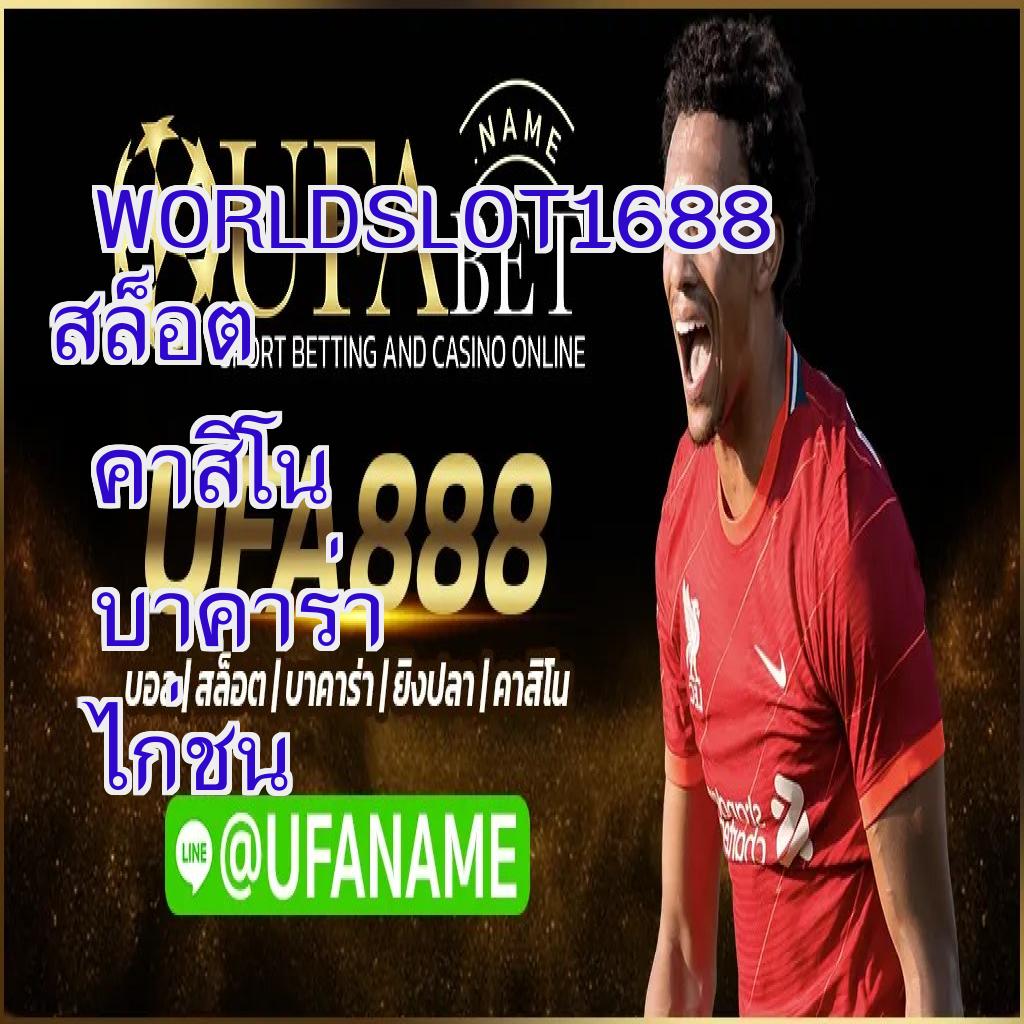 .NAME
WORLDSLOT1688
UFA
BET
สล็อต
SPORT BETTING AND CASINO ONLINE
คาสิโน
UFA888
บาคาร่า
บอล | สล็อต | บาคาร่า | ยิงปลา | คาสิโน
ไก่ชน
LINE @UFANAME